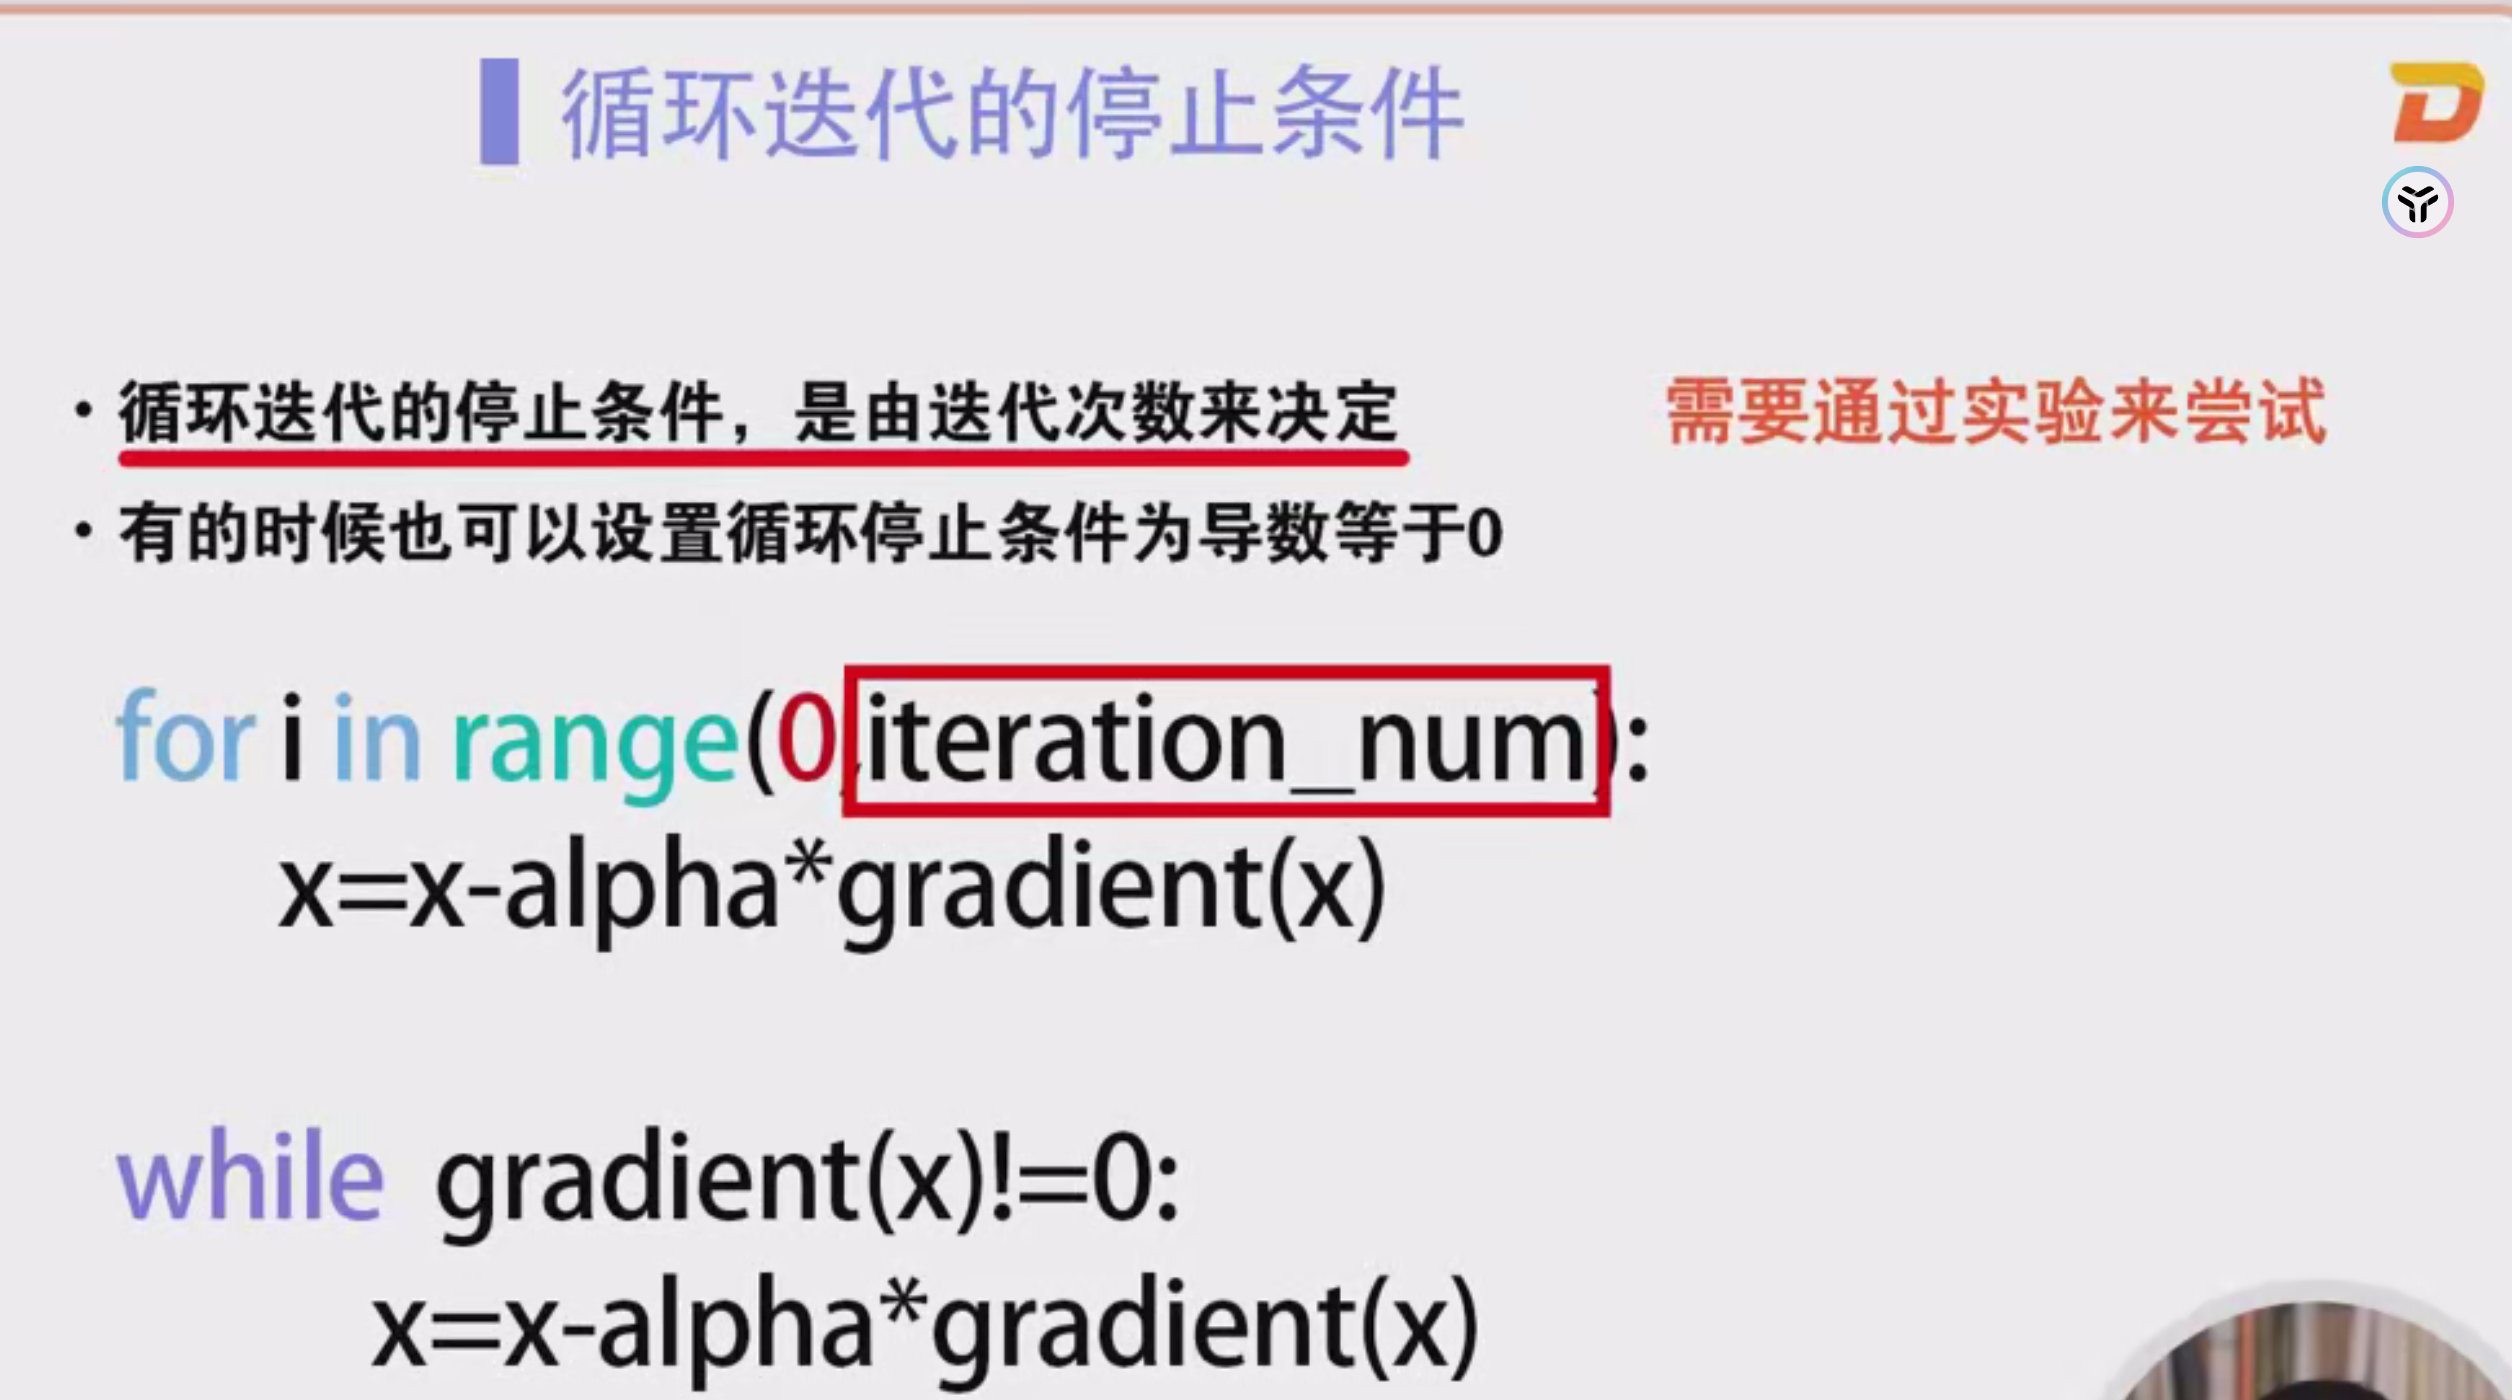 循环迭代的停止条件
• 循环迭代的停止条件，是由迭代次数来决定 需要通过实验来尝试
• 有的时候也可以设置循环停止条件为导数等于0
for i in range(0,iteration_num):
x=x-alpha*gradient(x)
while gradient(x)!=0:
x=x-alpha*gradient(x)